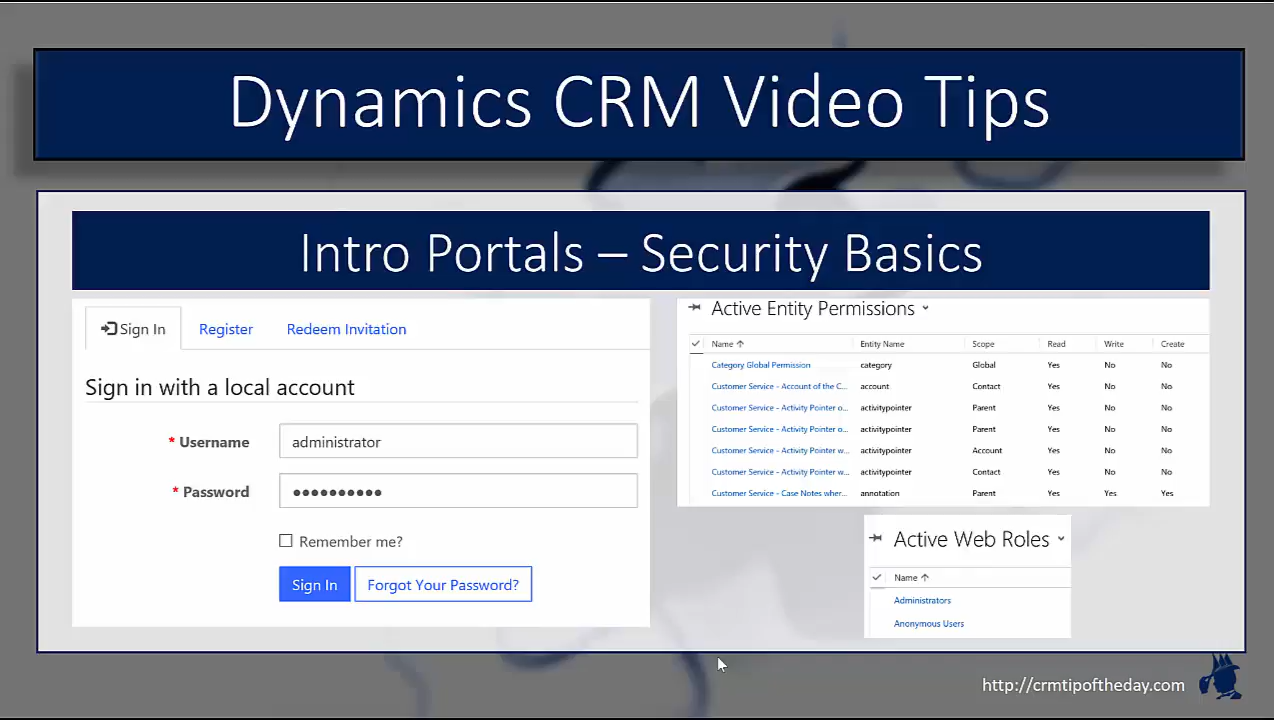 Dynamics CRM Video Tips
Intro Portals – Security Basics
Sign In Register Redeem Invitation
Sign in with a local account
* Username administrator
* Password ●●●●●●●●●●
Remember me?
Sign In Forgot Your Password?
Active Entity Permissions
Name ↑ Entity Name Scope Read Write Create
Category Global Permission category Global Yes No No
Customer Service - Account of the C... account Contact Yes No No
Customer Service - Activity Pointer o... activitypointer Parent Yes No No
Customer Service - Activity Pointer o... activitypointer Parent Yes No No
Customer Service - Activity Pointer w... activitypointer Account Yes No No
Customer Service - Activity Pointer w... activitypointer Contact Yes No No
Customer Service - Case Notes wher... annotation Parent Yes Yes Yes
Active Web Roles
Name ↑
Administrators
Anonymous Users
http://crmtipoftheday.com